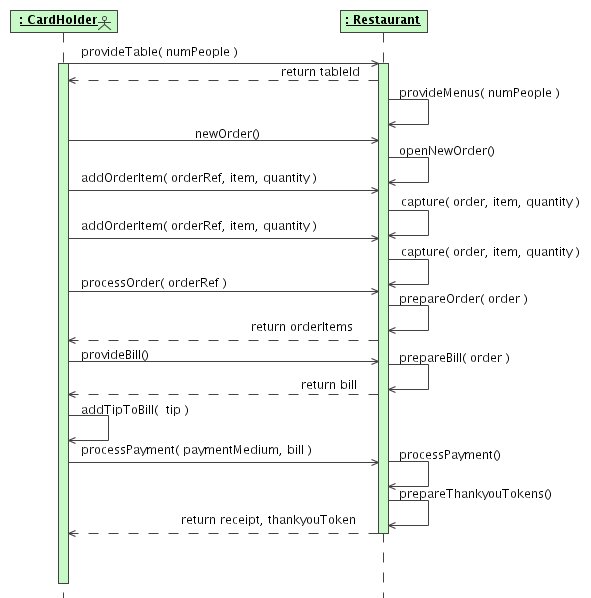 : CardHolder
: Restaurant
provideTable( numPeople )
return tableId
provideMenus( numPeople )
newOrder()
openNewOrder()
addOrderItem( orderRef, item, quantity )
capture( order, item, quantity )
addOrderItem( orderRef, item, quantity )
capture( order, item, quantity )
processOrder( orderRef )
prepareOrder( order )
return orderItems
provideBill()
prepareBill( order )
return bill
addTipToBill( tip )
processPayment( paymentMedium, bill )
processPayment()
prepareThankyouTokens()
return receipt, thankyouToken